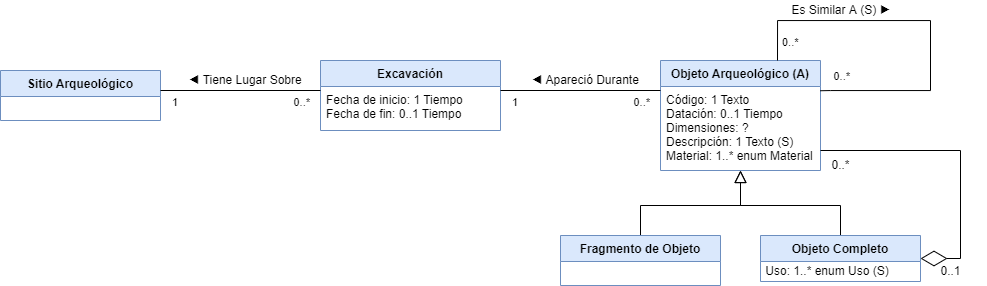 Es Similar A (S) ►
0..*
0..*
Sitio Arqueológico
◄ Tiene Lugar Sobre
1
0..*
Excavación
Fecha de inicio: 1 Tiempo
Fecha de fin: 0..1 Tiempo
◄ Apareció Durante
1
0..*
Objeto Arqueológico (A)
Código: 1 Texto
Datación: 0..1 Tiempo
Dimensiones: ?
Descripción: 1 Texto (S)
Material: 1..* enum Material
0..*
Fragmento de Objeto
Objeto Completo
Uso: 1..* enum Uso (S)
0..1